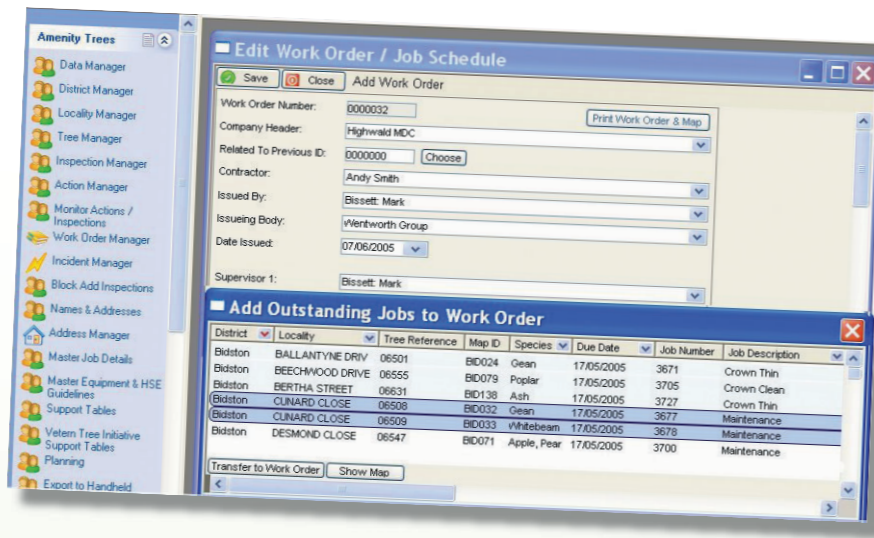 Amenity Trees
Data Manager
District Manager
Locality Manager
Tree Manager
Inspection Manager
Action Manager
Monitor Actions /
Inspections
Work Order Manager
Incident Manager
Block Add Inspections
Names & Addresses
Address Manager
Master Job Details
Master Equipment & HSE
Guidelines
Support Tables
Vetern Tree Initiative
Support Tables
Planning
Export to Handheld
Edit Work Order / Job Schedule
Save Close Add Work Order
Work Order Number: 0000032 Print Work Order & Map
Company Header: Highwald MDC
Related To Previous ID: 0000000 Choose
Contractor: Andy Smith
Issued By: Bissett: Mark
Issueing Body: Wentworth Group
Date Issued: 07/06/2005
Supervisor 1: Bissett: Mark
Add Outstanding Jobs to Work Order
District Locality Tree Reference Map ID Species Due Date Job Number Job Description
Bidston BALLANTYNE DRIV 06501 BID024 Gean 17/05/2005 3671 Crown Thin
Bidston BEECHWOOD DRIVE 06555 BID079 Poplar 17/05/2005 3705 Crown Clean
Bidston BERTHA STREET 06631 BID138 Ash 17/05/2005 3727 Crown Thin
Bidston CUNARD CLOSE 06508 BID032 Gean 17/05/2005 3677 Maintenance
Bidston CUNARD CLOSE 06509 BID033 Whitebeam 17/05/2005 3678 Maintenance
Bidston DESMOND CLOSE 06547 BID071 Apple, Pear 17/05/2005 3700 Maintenance
Transfer to Work Order Show Map